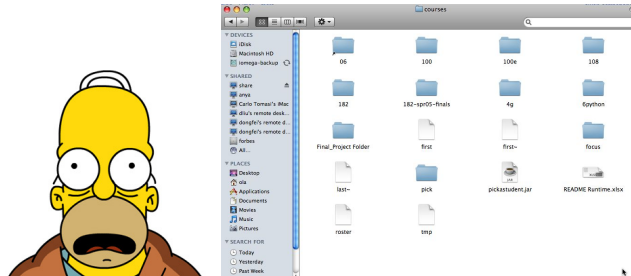 courses
DEVICES
iDisk
Macintosh HD
iomega-backup
SHARED
share
anya
Carlo Tomasi's iMac
dliu's remote desk...
dongfei's remote d...
dongfei's remote d...
forbes
All...
PLACES
Desktop
ola
Applications
Documents
Movies
Music
Pictures
SEARCH FOR
Today
Yesterday
Past Week
06 100 100e 108
182 182-spr05-finals 4g 6python
Final_Project Folder first first~ focus
last~ pick pickastudent.jar README Runtime.xlsx
roster tmp